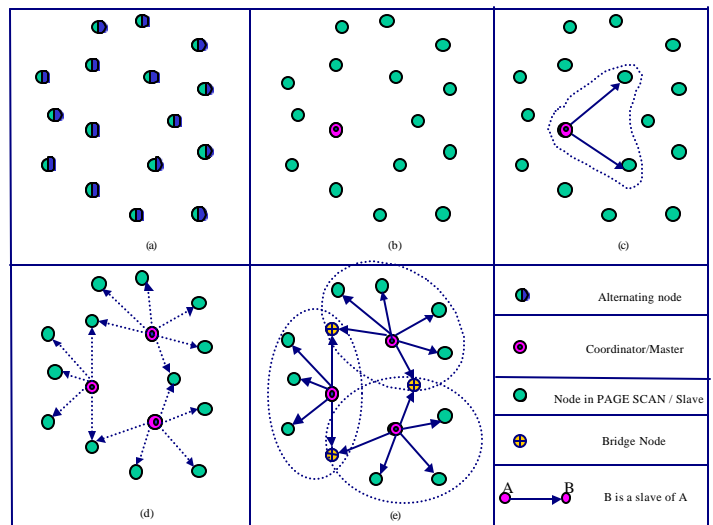 (a)
(b)
(c)
(d)
(e)
Alternating node
Coordinator/Master
Node in PAGE SCAN / Slave
Bridge Node
A B
B is a slave of A